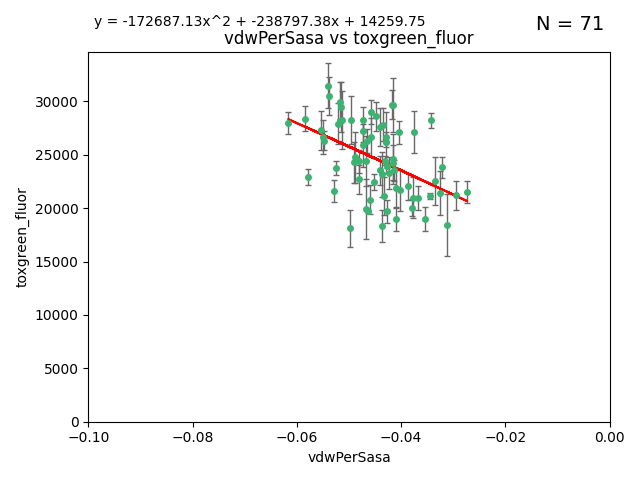 y = -172687.13x^2 + -238797.38x + 14259.75
N = 71
vdwPerSasa vs toxgreen_fluor
30000
25000
20000
15000
10000
5000
0
toxgreen_fluor
−0.10
−0.08
−0.06
−0.04
−0.02
0.00
vdwPerSasa